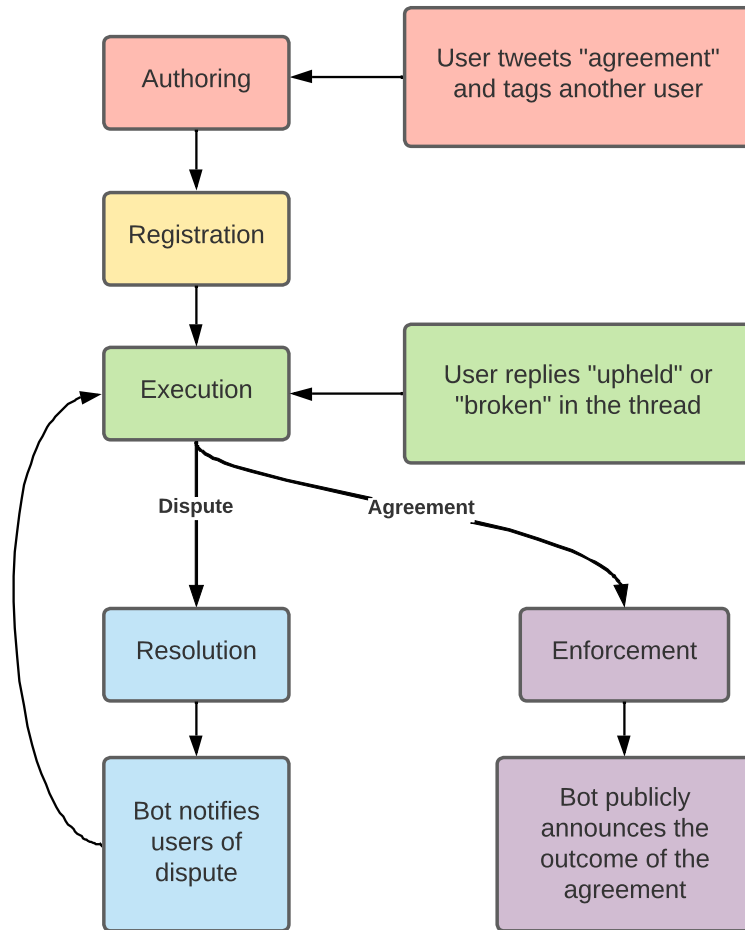 Authoring
User tweets "agreement"
and tags another user
Registration
Execution
User replies "upheld" or
"broken" in the thread
Dispute
Agreement
Resolution
Enforcement
Bot notifies
users of
dispute
Bot publicly
announces the
outcome of the
agreement